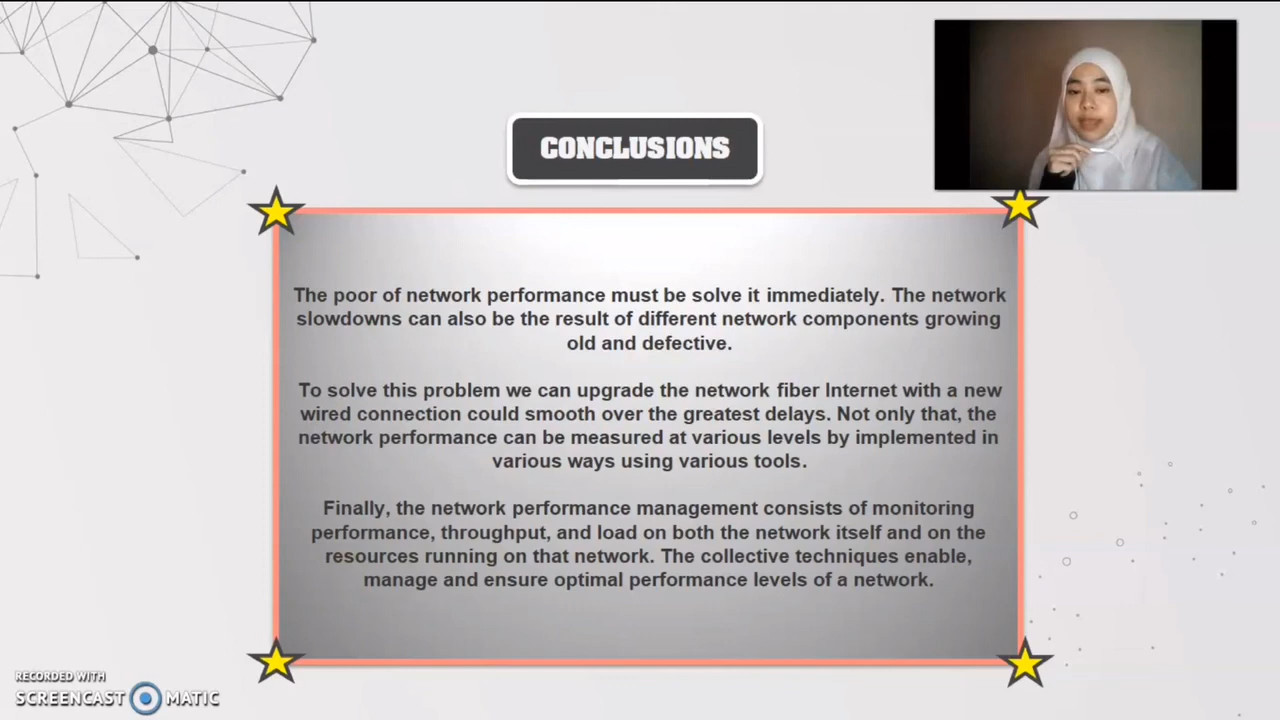 CONCLUSIONS
The poor of network performance must be solve it immediately. The network
slowdowns can also be the result of different network components growing
old and defective.
To solve this problem we can upgrade the network fiber Internet with a new
wired connection could smooth over the greatest delays. Not only that, the
network performance can be measured at various levels by implemented in
various ways using various tools.
Finally, the network performance management consists of monitoring
performance, throughput, and load on both the network itself and on the
resources running on that network. The collective techniques enable,
manage and ensure optimal performance levels of a network.
RECORDED WITH
SCREENCAST MATIC